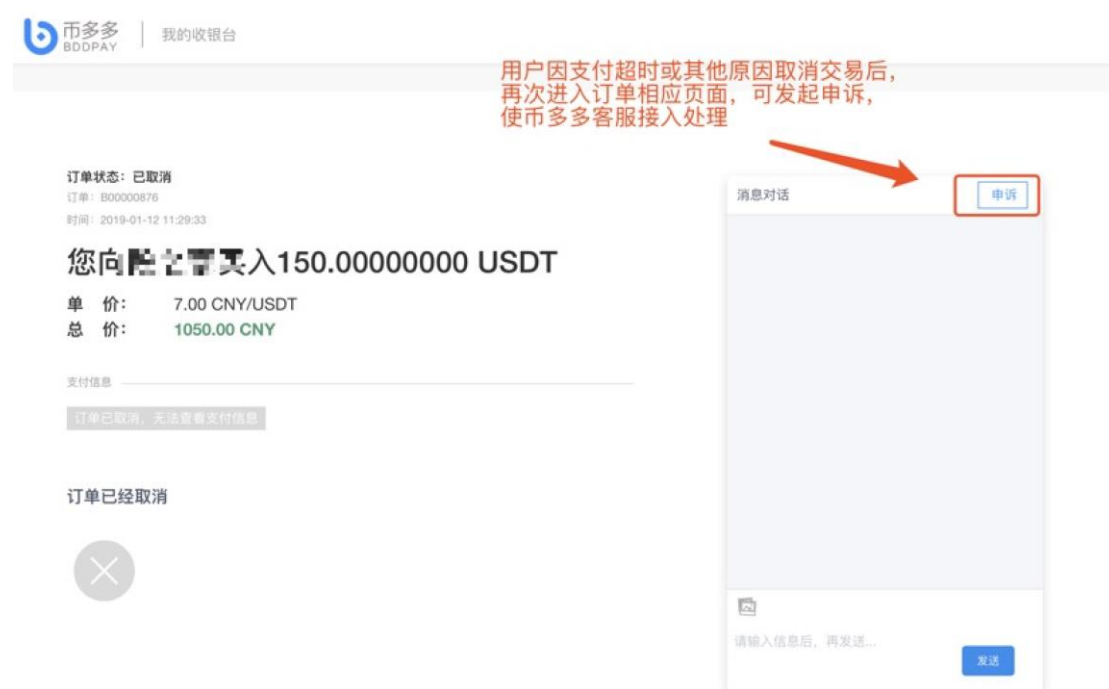 币多多
BDDPAY
我的收银台
用户因支付超时或其他原因取消交易后，
再次进入订单相应页面，可发起申诉，
使币多多客服接入处理
订单状态：已取消
订单：B00000876
时间：2019-01-12 11:29:33
您向 买入150.00000000 USDT
单 价： 7.00 CNY/USDT
总 价： 1050.00 CNY
支付信息
订单已取消，无法查看支付信息
订单已经取消
消息对话
申诉
请输入信息后，再发送...
发送